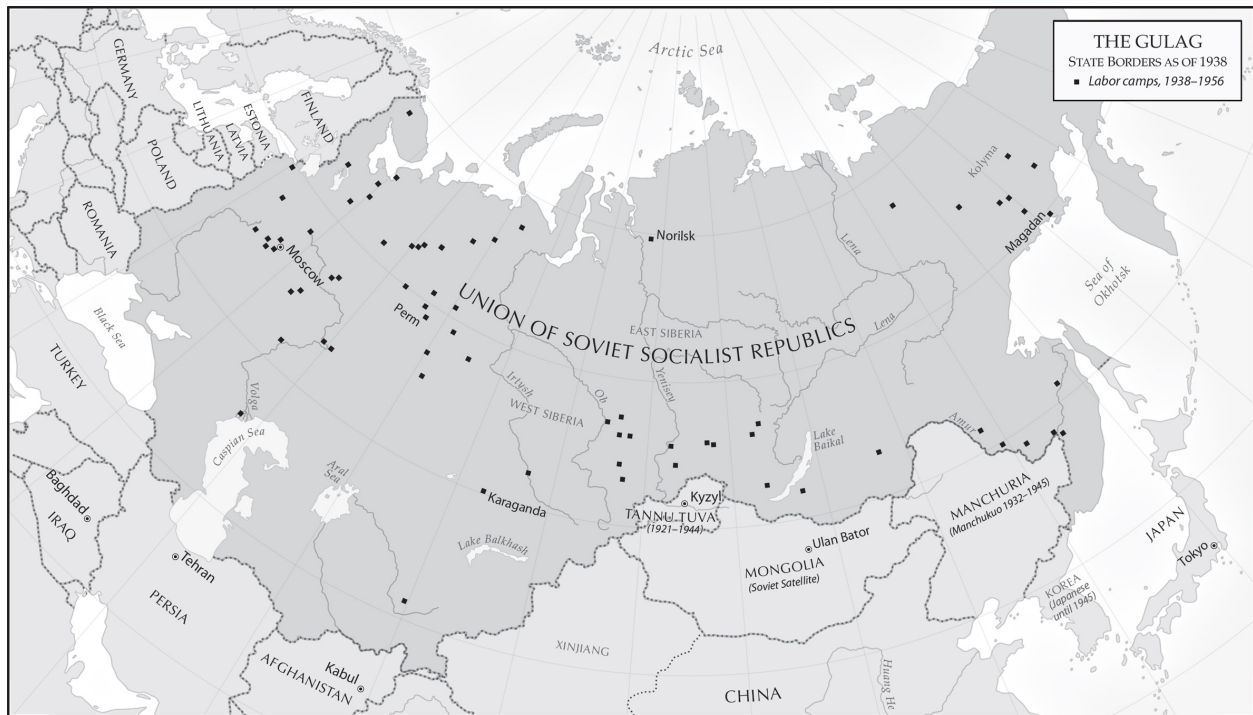 THE GULAG
STATE BORDERS AS OF 1938
Labor camps, 1938–1956
Arctic Sea
GERMANY
LITHUANIA
LATVIA
ESTONIA
FINLAND
POLAND
ROMANIA
Kolyma
Magadan
Norilsk
Lena
Moscow
Sea of
Okhotsk
Black Sea
Perm
UNION OF SOVIET SOCIALIST REPUBLICS
EAST SIBERIA
Lena
TURKEY
Volga
Irtysh
Ob
Yenisey
WEST SIBERIA
Caspian Sea
Lake
Baikal
Amur
Aral
Sea
Baghdad
IRAQ
Karaganda
Kyzyl
TANNU TUVA
(1921–1944)
MANCHURIA
(Manchukuo 1932–1945)
JAPAN
Tokyo
Lake Balkhash
Ulan Bator
MONGOLIA
(Soviet Satellite)
Tehran
PERSIA
KOREA
(Japanese
until 1945)
XINJIANG
AFGHANISTAN
Kabul
CHINA
Huang He